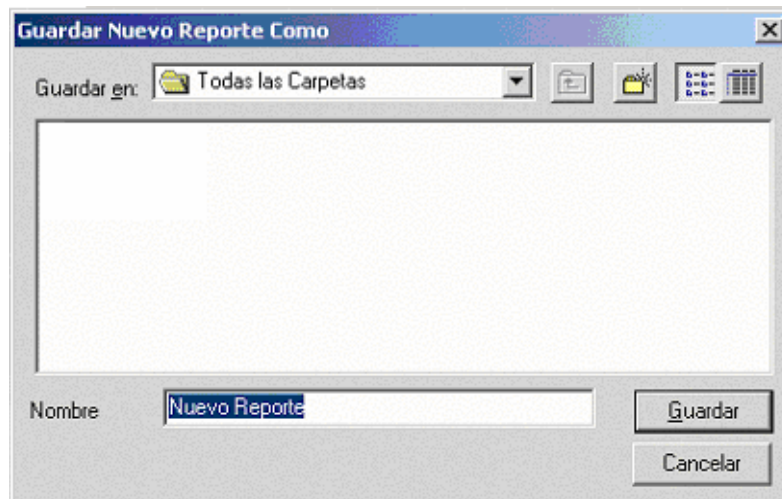 Guardar Nuevo Reporte Como
Guardar en: Todas las Carpetas
Nombre Nuevo Reporte Guardar
Cancelar